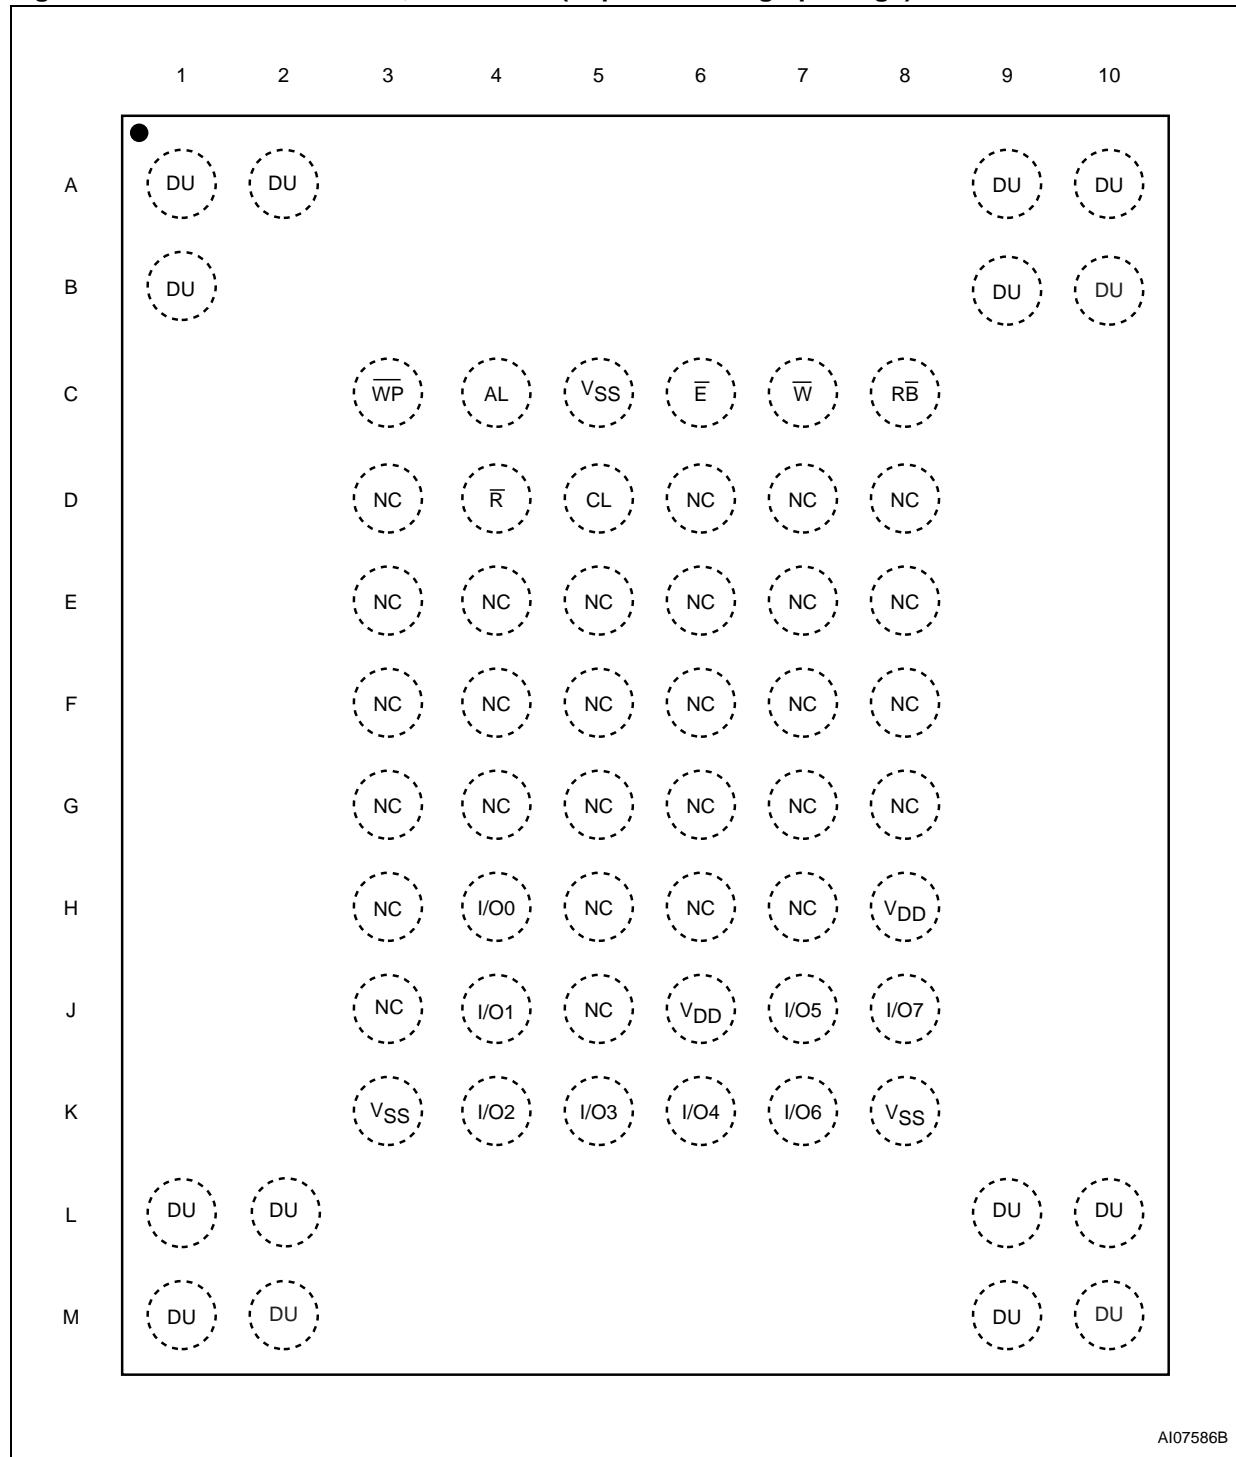 1 2 3 4 5 6 7 8 9 10
A DU DU DU DU
B DU DU DU
C W̅P̅ AL VSS E̅ W̅ RB̅
D NC R̅ CL NC NC NC
E NC NC NC NC NC NC
F NC NC NC NC NC NC
G NC NC NC NC NC NC
H NC I/O0 NC NC NC VDD
J NC I/O1 NC VDD I/O5 I/O7
K VSS I/O2 I/O3 I/O4 I/O6 VSS
L DU DU DU DU
M DU DU DU DU
AI07586B